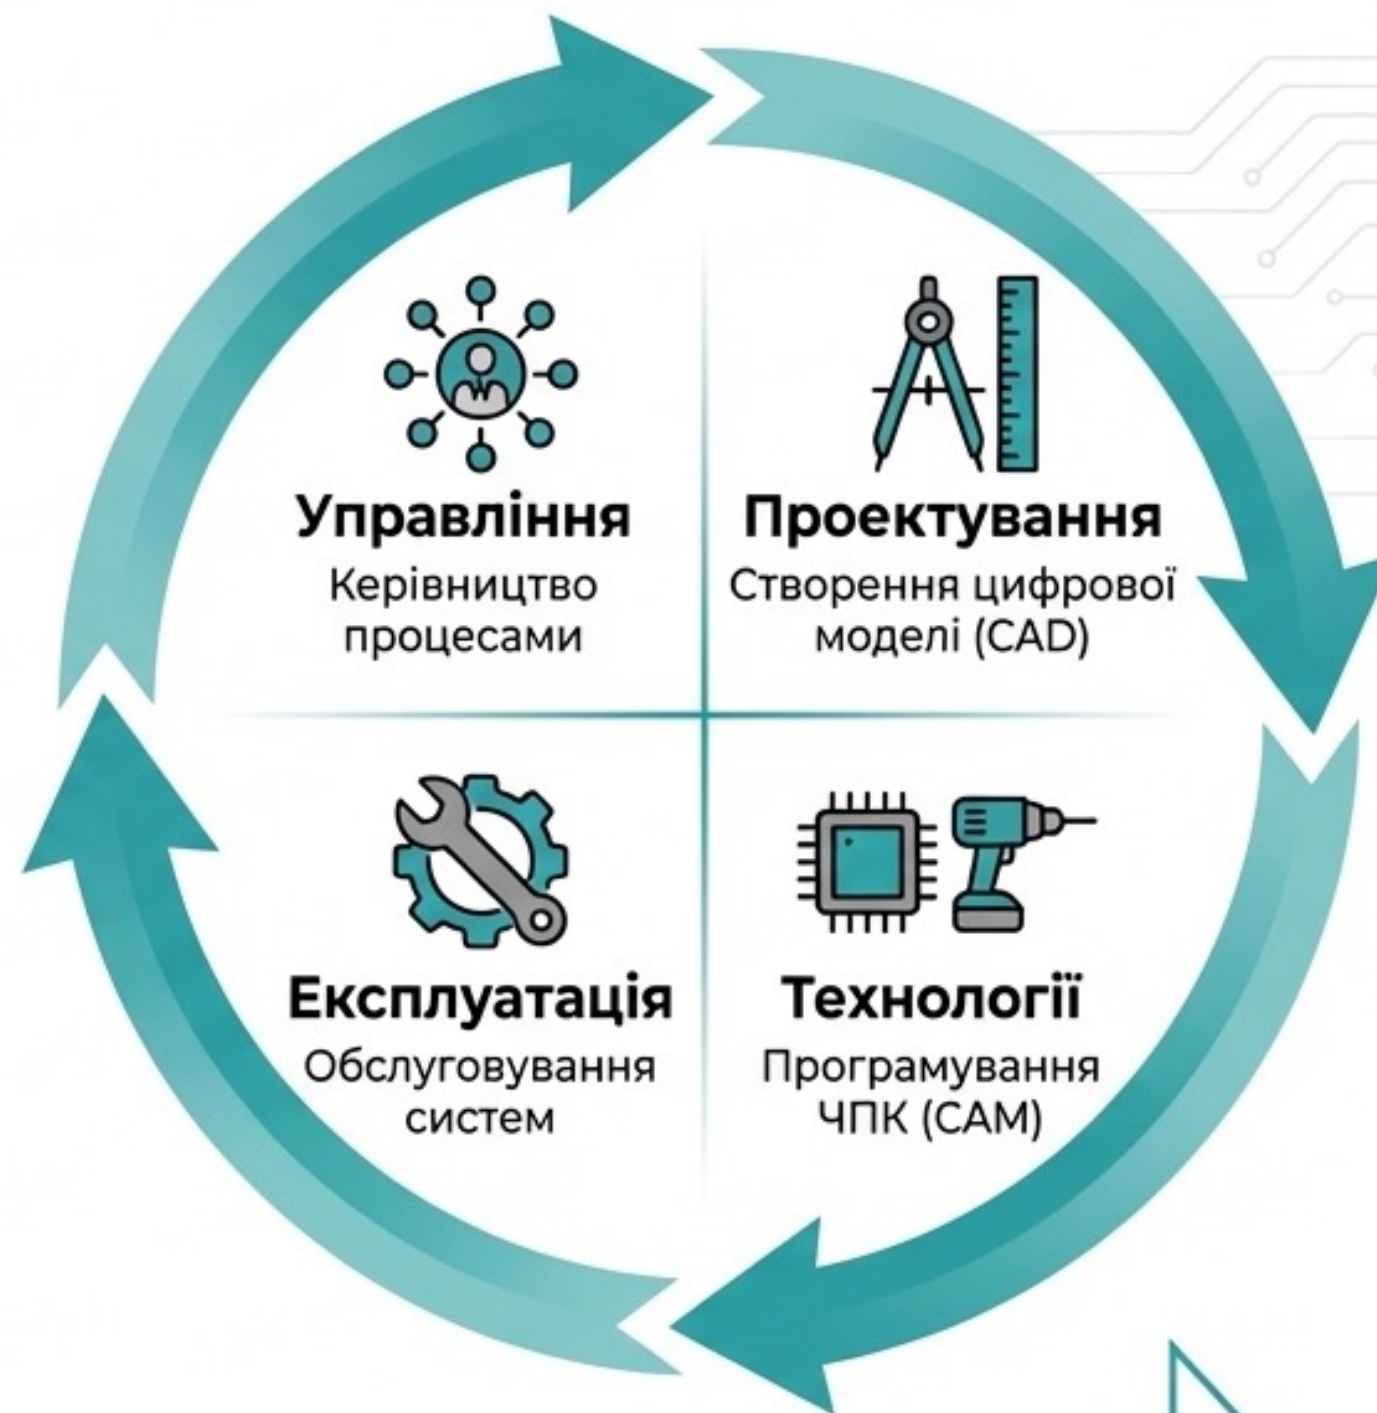 Управління
Керівництво
процесами
Проектування
Створення цифрової
моделі (CAD)
Експлуатація
Обслуговування
систем
Технології
Програмування
ЧПК (CAM)